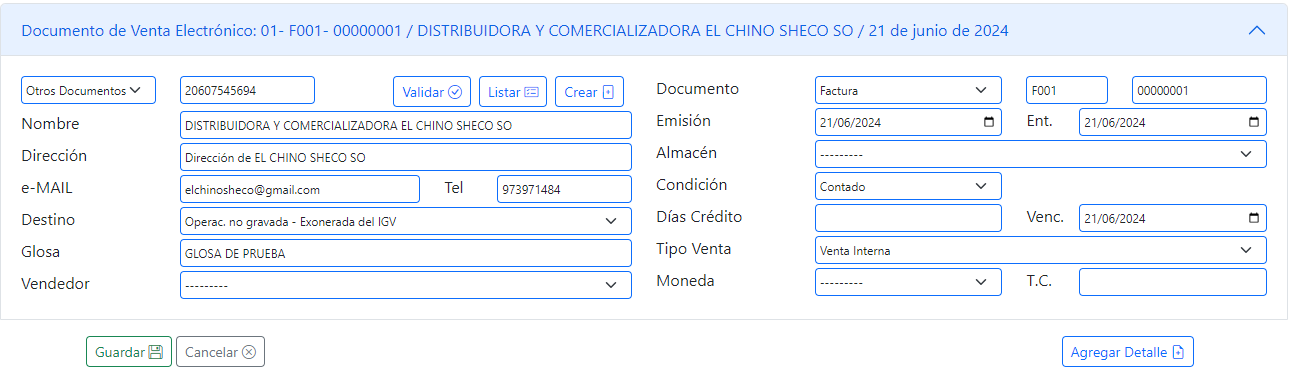 Documento de Venta Electrónico: 01- F001- 00000001 / DISTRIBUIDORA Y COMERCIALIZADORA EL CHINO SHECO SO / 21 de junio de 2024
Otros Documentos 20607545694 Validar Listar Crear
Nombre DISTRIBUIDORA Y COMERCIALIZADORA EL CHINO SHECO SO
Dirección Dirección de EL CHINO SHECO SO
e-MAIL elchinosheco@gmail.com Tel 973971484
Destino Operac. no gravada - Exonerada del IGV
Glosa GLOSA DE PRUEBA
Vendedor ---------
Documento Factura F001 00000001
Emisión 21/06/2024 Ent. 21/06/2024
Almacén ---------
Condición Contado
Días Crédito Venc. 21/06/2024
Tipo Venta Venta Interna
Moneda --------- T.C.
Guardar Cancelar Agregar Detalle